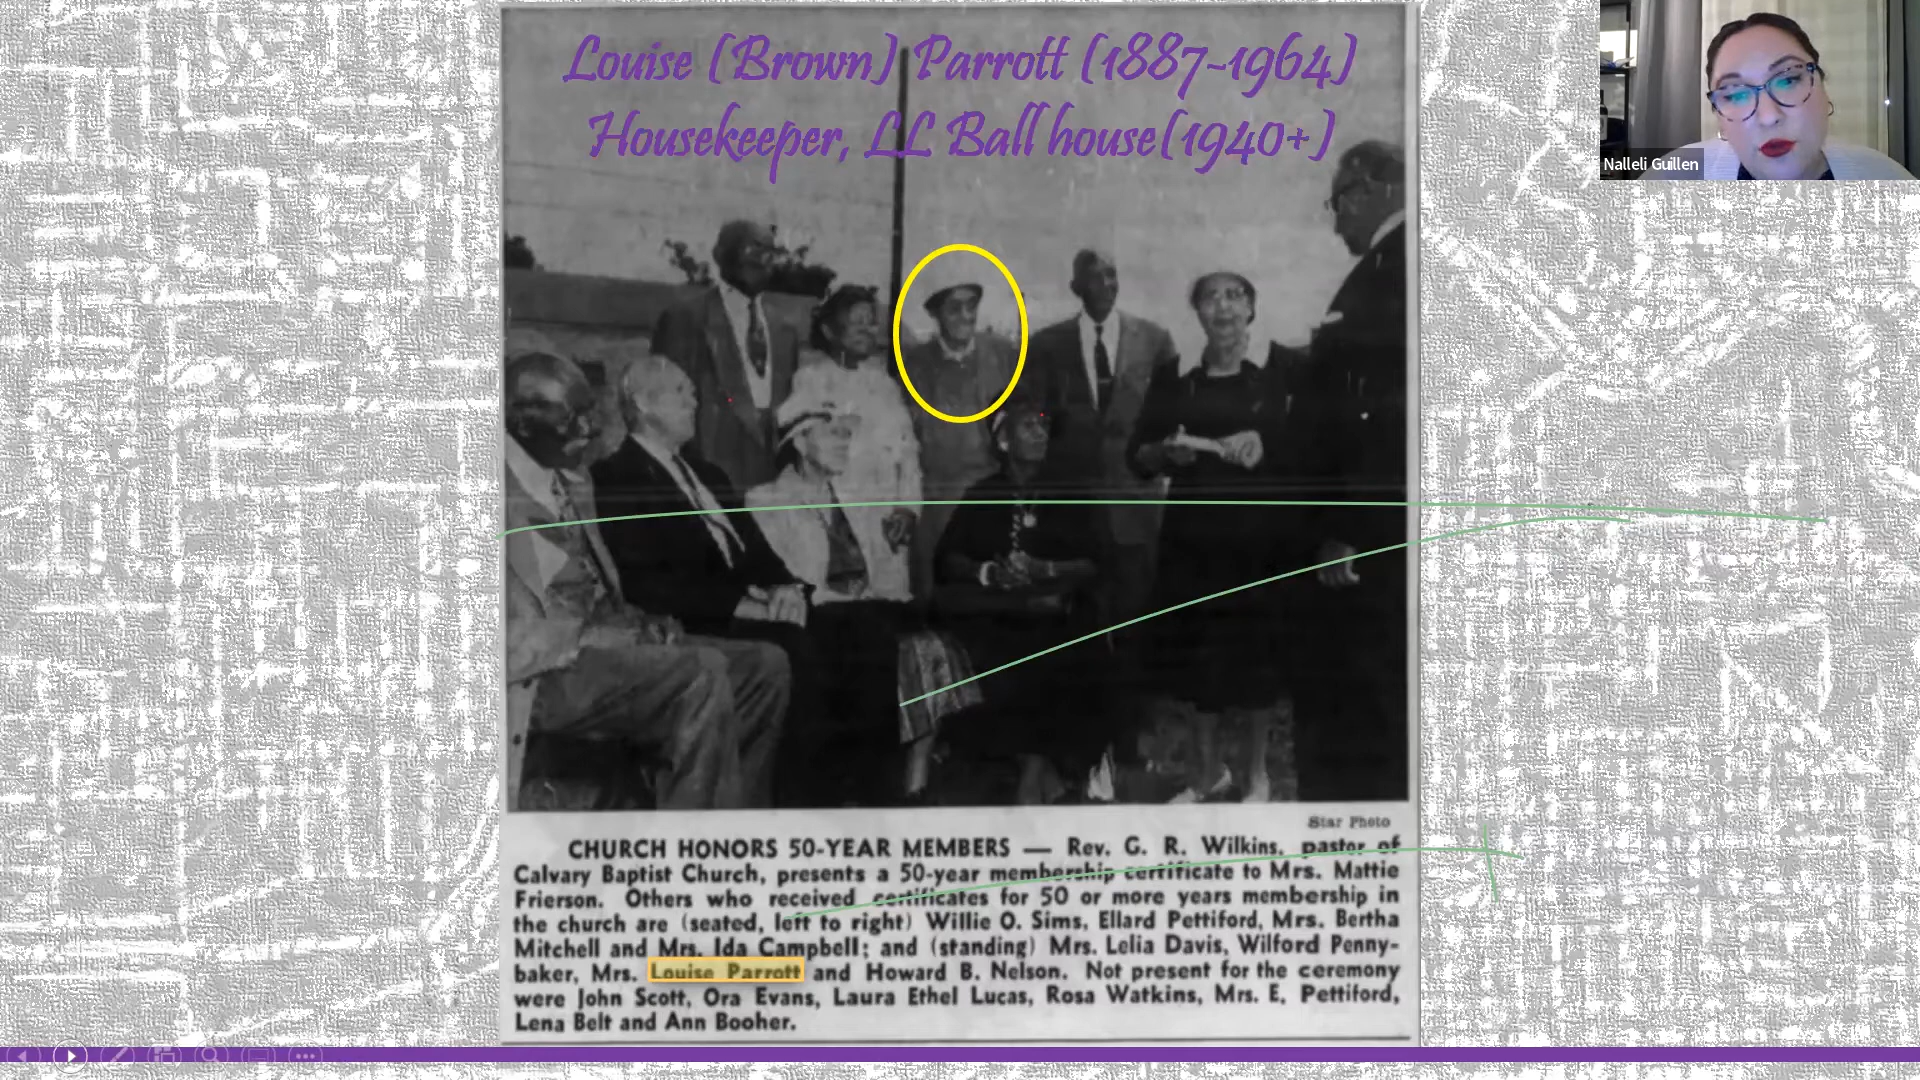 Louise (Brown) Parrott (1887-1964)
Housekeeper, LL Ball house(1940+)
Nalleli Guillen
Star Photo
CHURCH HONORS 50-YEAR MEMBERS — Rev. G. R. Wilkins, pastor of
Calvary Baptist Church, presents a 50-year membership certificate to Mrs. Mattie
Frierson. Others who received certificates for 50 or more years membership in
the church are (seated, left to right) Willie O. Sims, Ellard Pettiford, Mrs. Bertha
Mitchell and Mrs. Ida Campbell; and (standing) Mrs. Lelia Davis, Wilford Penny-
baker, Mrs. Louise Parrott and Howard B. Nelson. Not present for the ceremony
were John Scott, Ora Evans, Laura Ethel Lucas, Rosa Watkins, Mrs. E. Pettiford,
Lena Belt and Ann Booher.